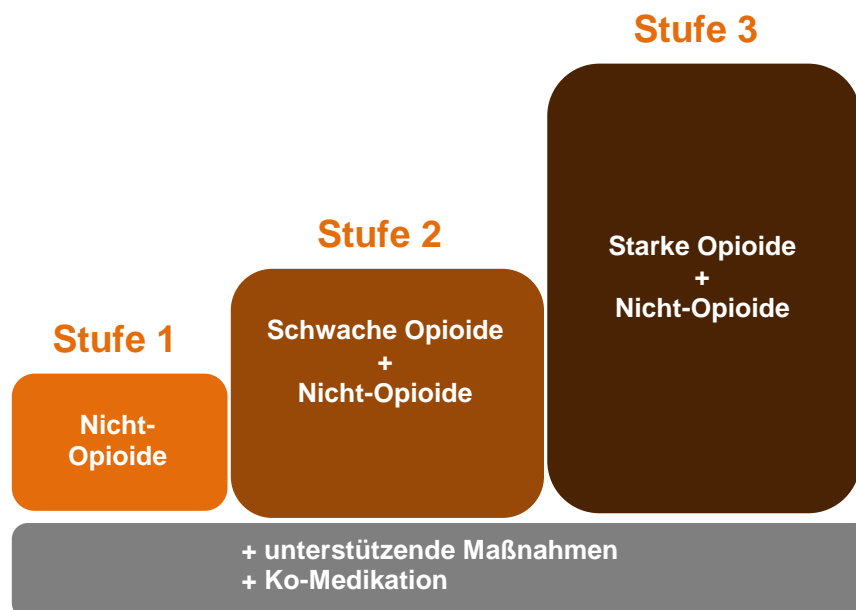 Stufe 1
Nicht-
Opioide
Stufe 2
Schwache Opioide
+
Nicht-Opioide
Stufe 3
Starke Opioide
+
Nicht-Opioide
+ unterstützende Maßnahmen
+ Ko-Medikation